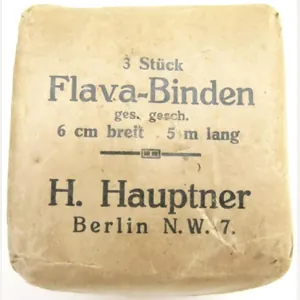 3 Stück
Flava-Binden
ges. gesch.
6 cm breit 5 m lang
H. Hauptner
Berlin N.W. 7.